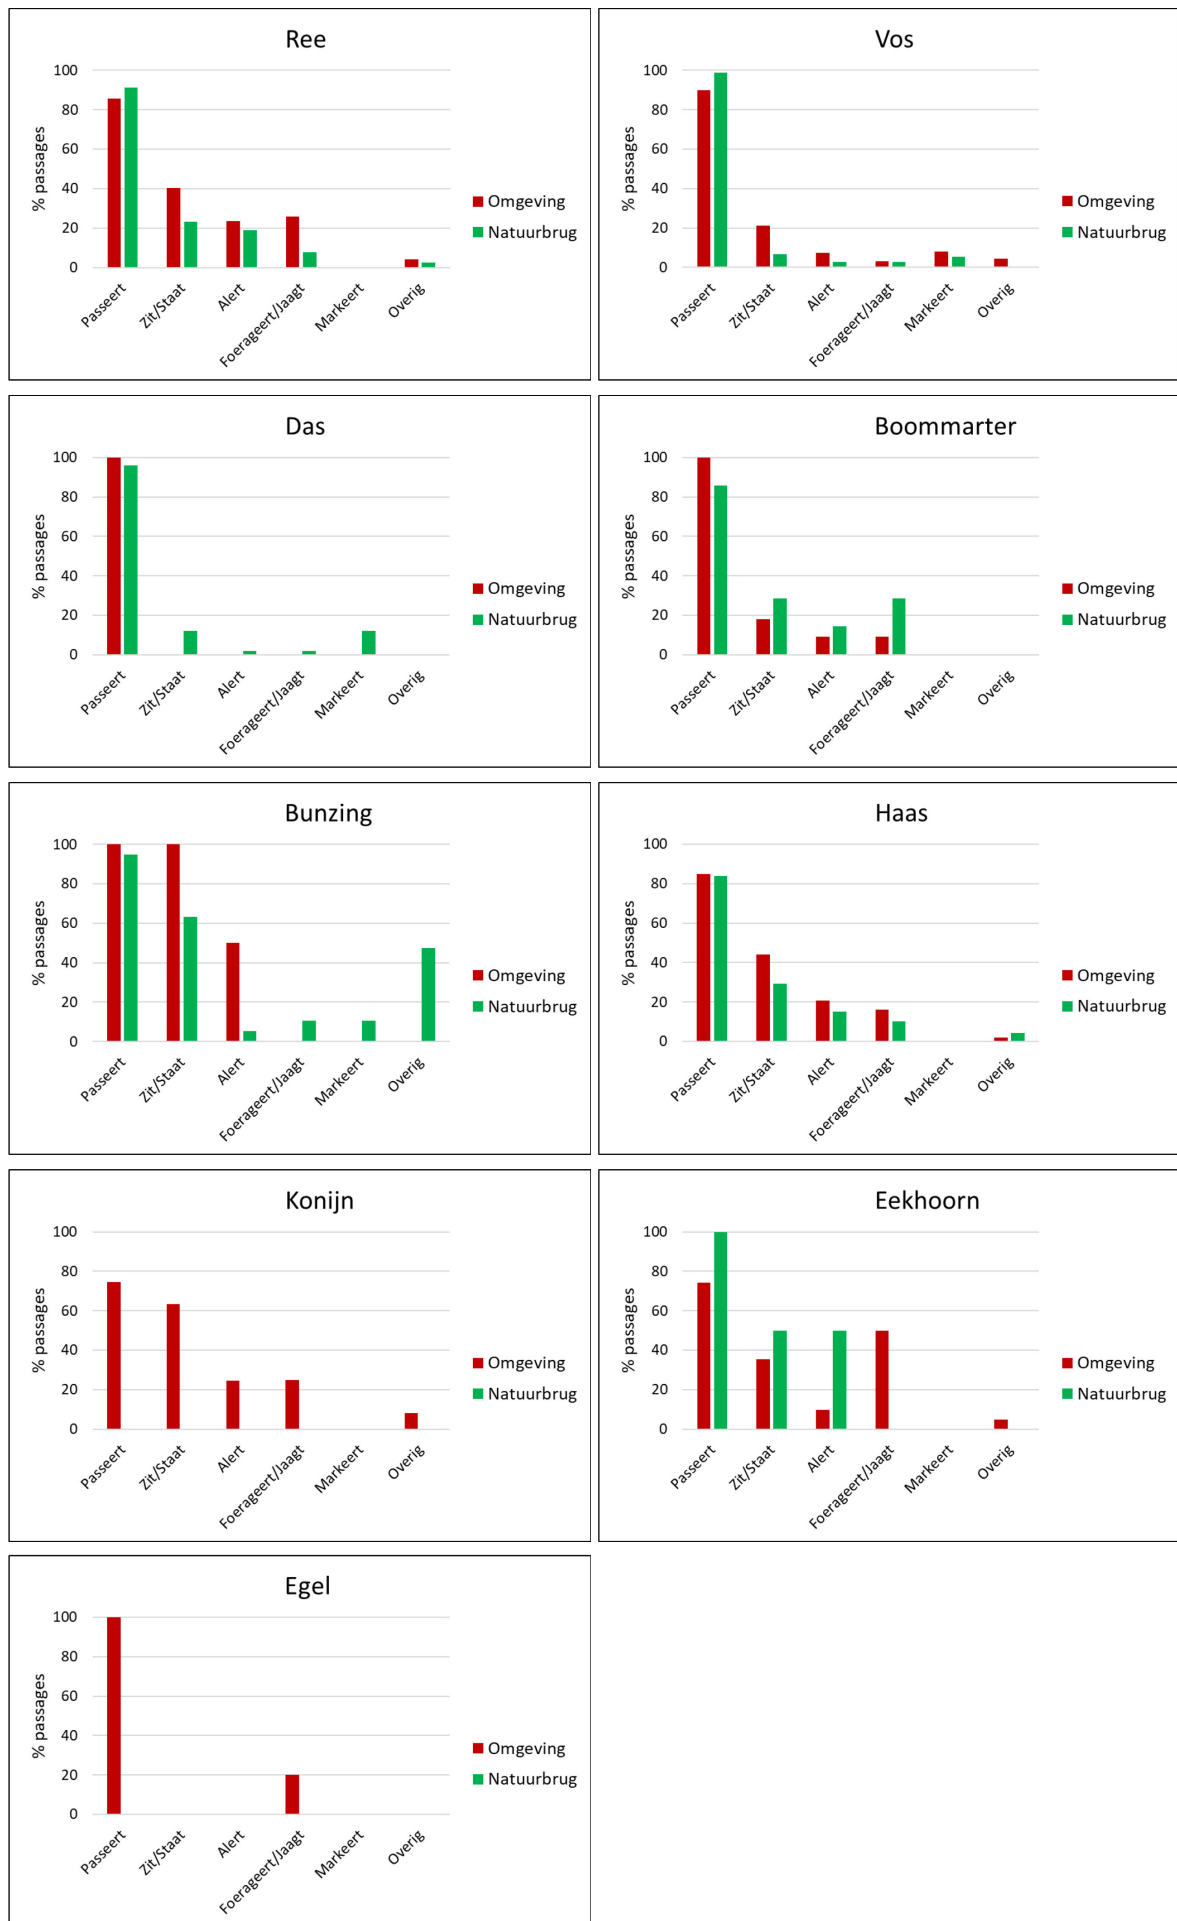 Ree
100
80
60
40
20
0
% passages
Passeert
Zit/Staat
Alert
Foerageert/Jaagt
Markeert
Overig
Omgeving
Natuurbrug
Vos
100
80
60
40
20
0
% passages
Passeert
Zit/Staat
Alert
Foerageert/Jaagt
Markeert
Overig
Omgeving
Natuurbrug
Das
100
80
60
40
20
0
% passages
Passeert
Zit/Staat
Alert
Foerageert/Jaagt
Markeert
Overig
Omgeving
Natuurbrug
Boommarter
100
80
60
40
20
0
% passages
Passeert
Zit/Staat
Alert
Foerageert/Jaagt
Markeert
Overig
Omgeving
Natuurbrug
Bunzing
100
80
60
40
20
0
% passages
Passeert
Zit/Staat
Alert
Foerageert/Jaagt
Markeert
Overig
Omgeving
Natuurbrug
Haas
100
80
60
40
20
0
% passages
Passeert
Zit/Staat
Alert
Foerageert/Jaagt
Markeert
Overig
Omgeving
Natuurbrug
Konijn
100
80
60
40
20
0
% passages
Passeert
Zit/Staat
Alert
Foerageert/Jaagt
Markeert
Overig
Omgeving
Natuurbrug
Eekhoorn
100
80
60
40
20
0
% passages
Passeert
Zit/Staat
Alert
Foerageert/Jaagt
Markeert
Overig
Omgeving
Natuurbrug
Egel
100
80
60
40
20
0
% passages
Passeert
Zit/Staat
Alert
Foerageert/Jaagt
Markeert
Overig
Omgeving
Natuurbrug